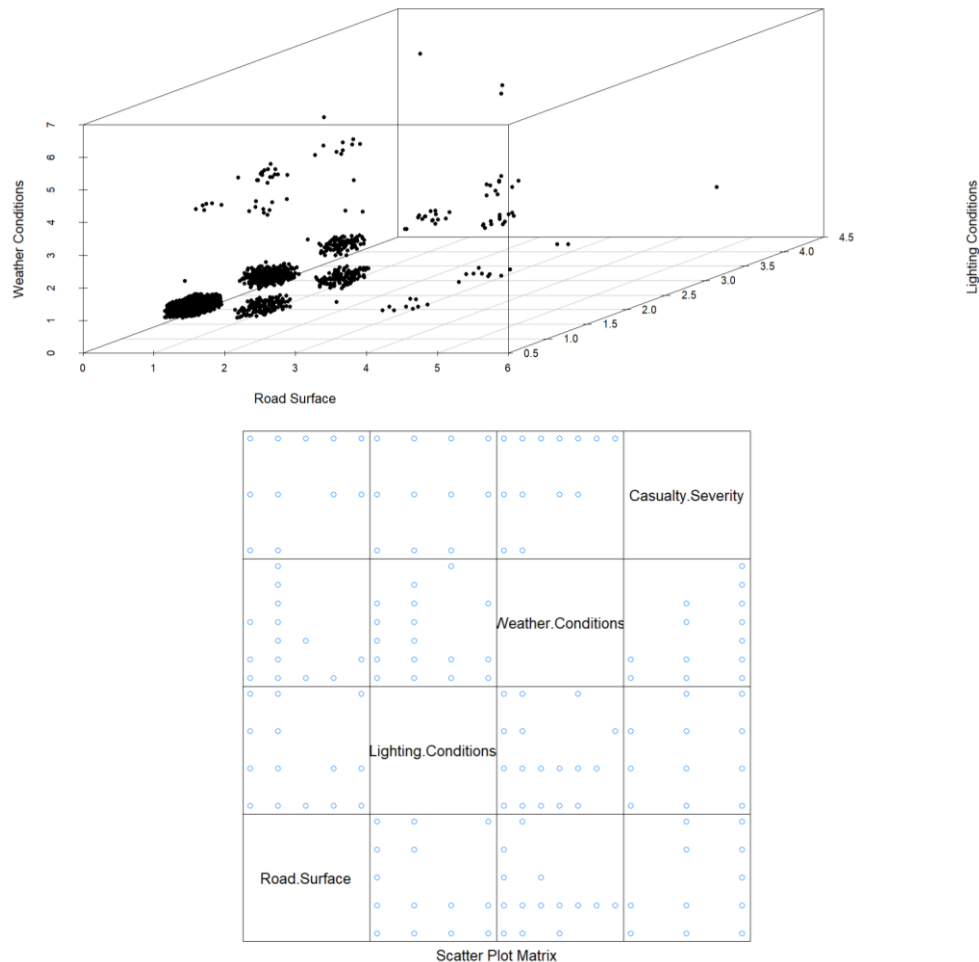 7
6
5
4
3
2
1
0
Weather Conditions
0 1 2 3 4 5 6
Road Surface
0.5 1.0 1.5 2.0 2.5 3.0 3.5 4.0 4.5
Lighting Conditions
Casualty.Severity
Weather.Conditions
Lighting.Conditions
Road.Surface
Scatter Plot Matrix